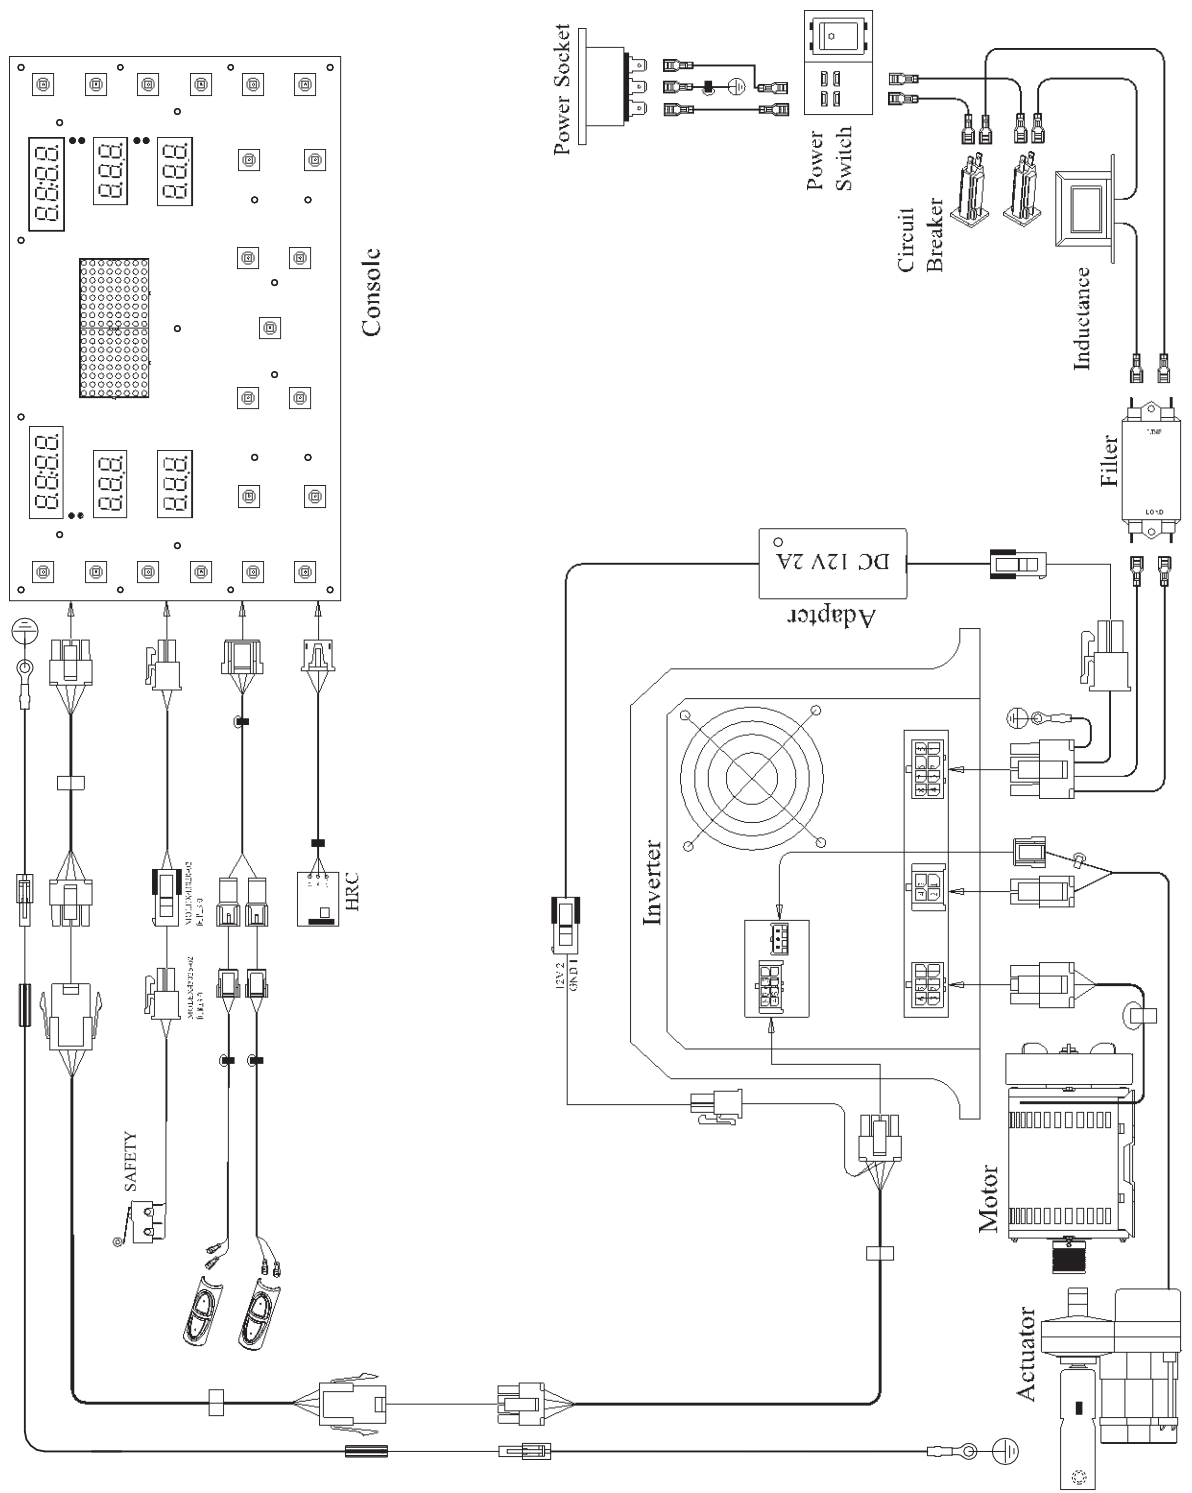 Power Socket
Power
Switch
Circuit
Breaker
Inductance
Filter
LOAD
Console
DC 12V 2A
Adapter
Inverter
12V 2
GND 1
HRC
SAFETY
Motor
Actuator